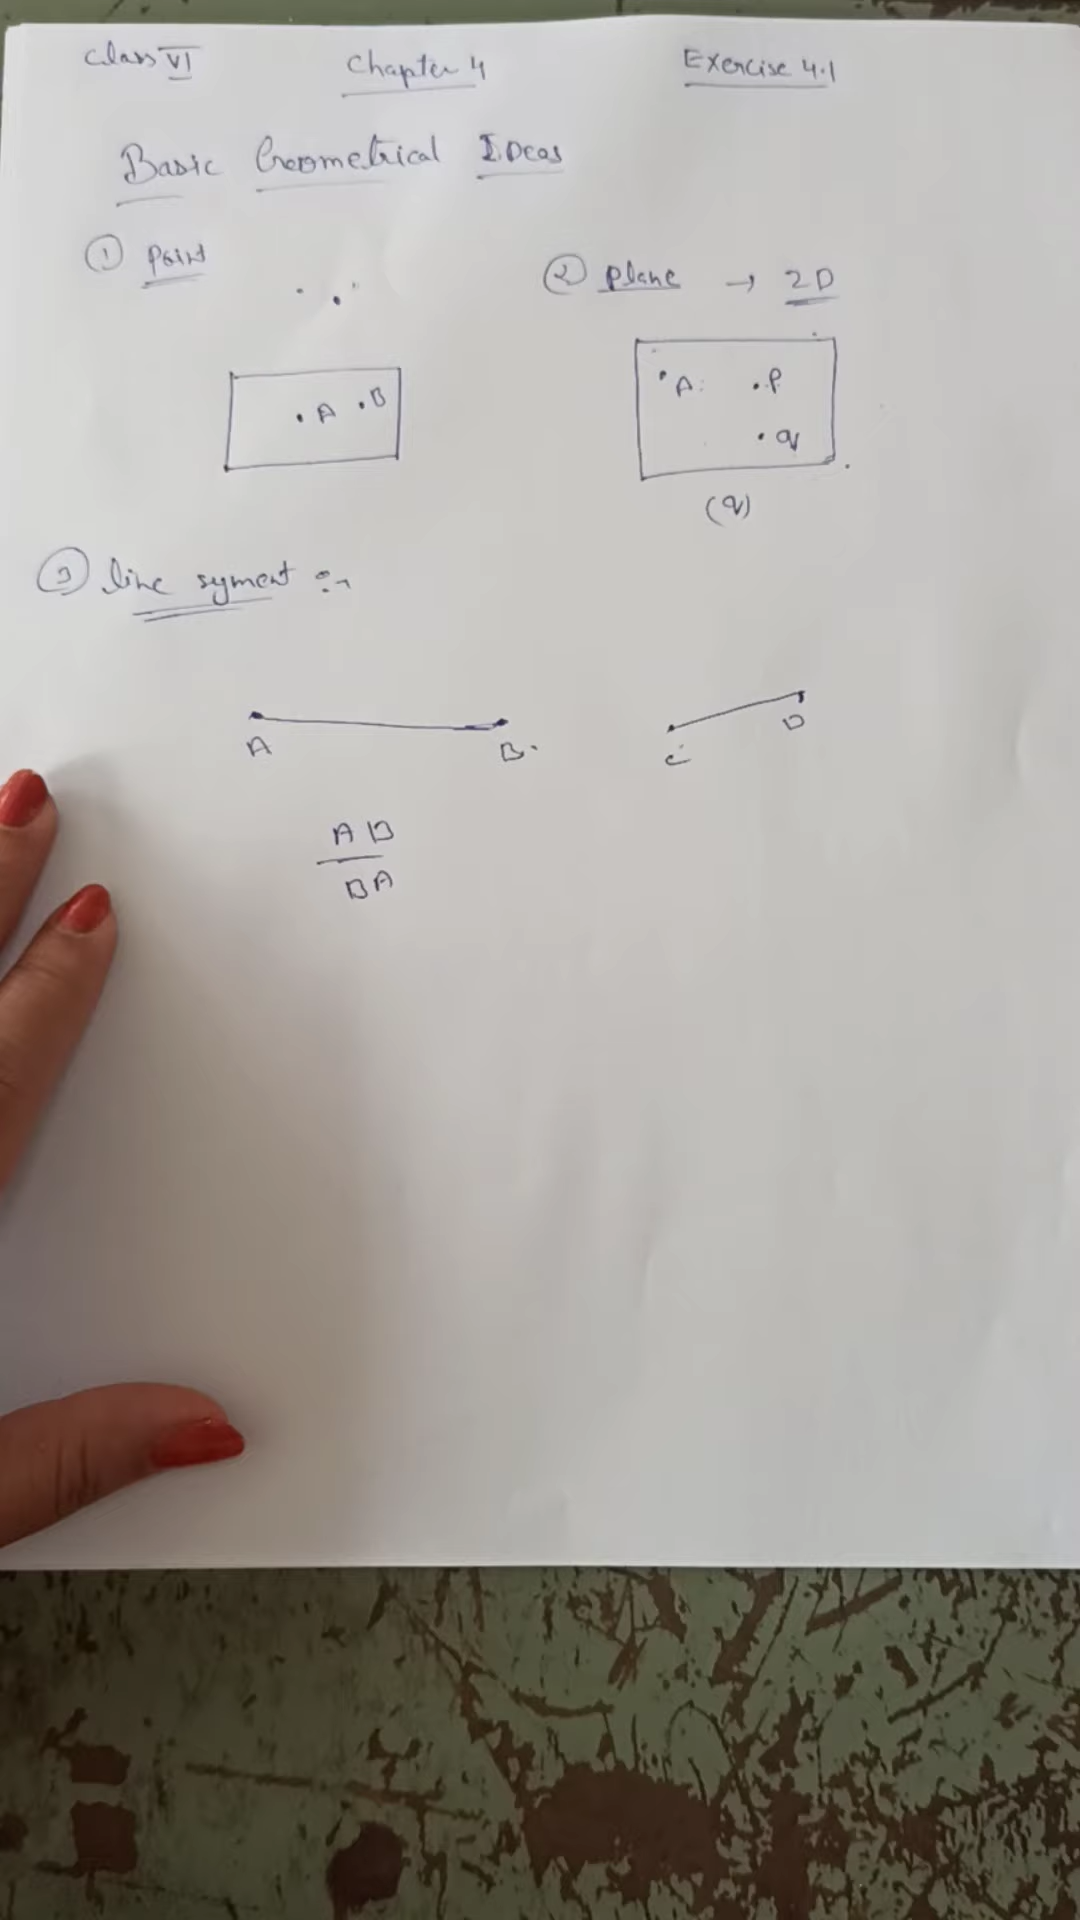 Class VI Chapter 4 Exercise 4.1
Basic Geometrical Ideas
① Point
② Plane → 2D
. A . B
. A . P
. q
(q)
③ line syment :-
A B C D
AB
BA